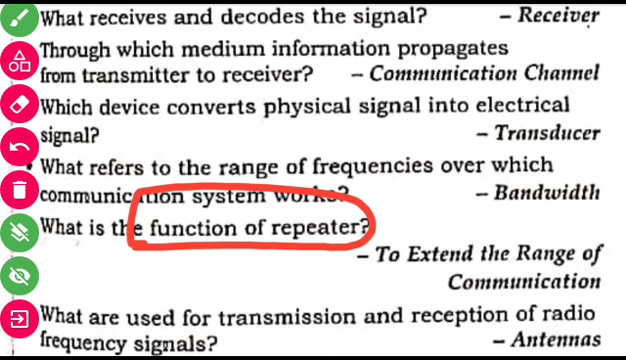 What receives and decodes the signal? – Receiver
Through which medium information propagates
from transmitter to receiver? – Communication Channel
Which device converts physical signal into electrical
signal? – Transducer
What refers to the range of frequencies over which
communication system works? – Bandwidth
What is the function of repeater?
– To Extend the Range of
Communication
What are used for transmission and reception of radio
frequency signals? – Antennas